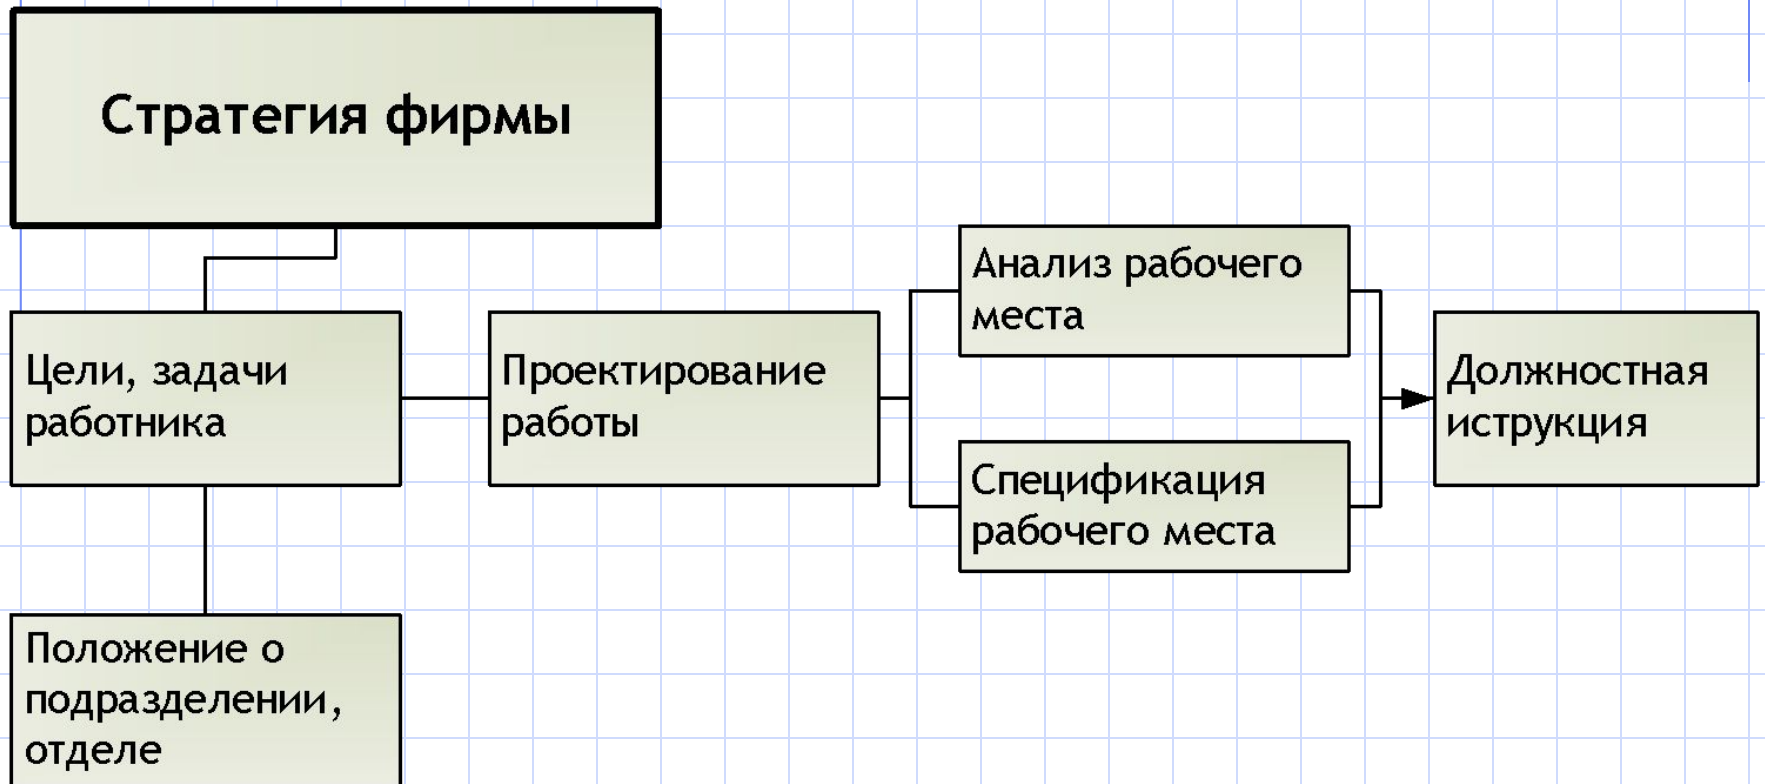 Стратегия фирмы
Цели, задачи
работника
Проектирование
работы
Анализ рабочего
места
Спецификация
рабочего места
Должностная
иструкция
Положение о
подразделении,
отделе